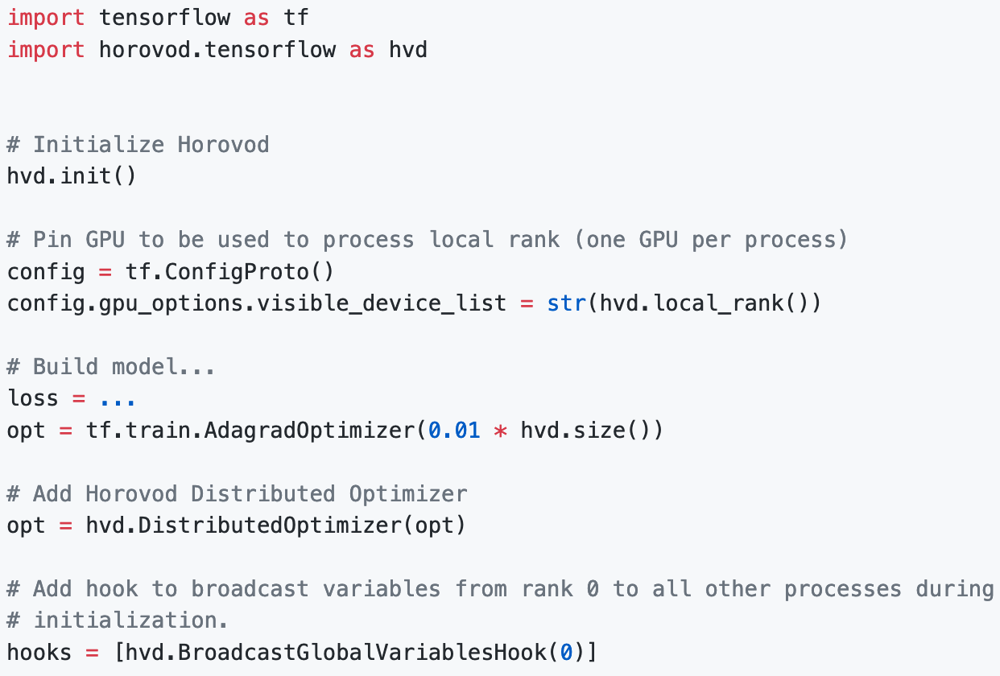 import tensorflow as tf
import horovod.tensorflow as hvd
# Initialize Horovod
hvd.init()
# Pin GPU to be used to process local rank (one GPU per process)
config = tf.ConfigProto()
config.gpu_options.visible_device_list = str(hvd.local_rank())
# Build model...
loss = ...
opt = tf.train.AdagradOptimizer(0.01 * hvd.size())
# Add Horovod Distributed Optimizer
opt = hvd.DistributedOptimizer(opt)
# Add hook to broadcast variables from rank 0 to all other processes during
# initialization.
hooks = [hvd.BroadcastGlobalVariablesHook(0)]